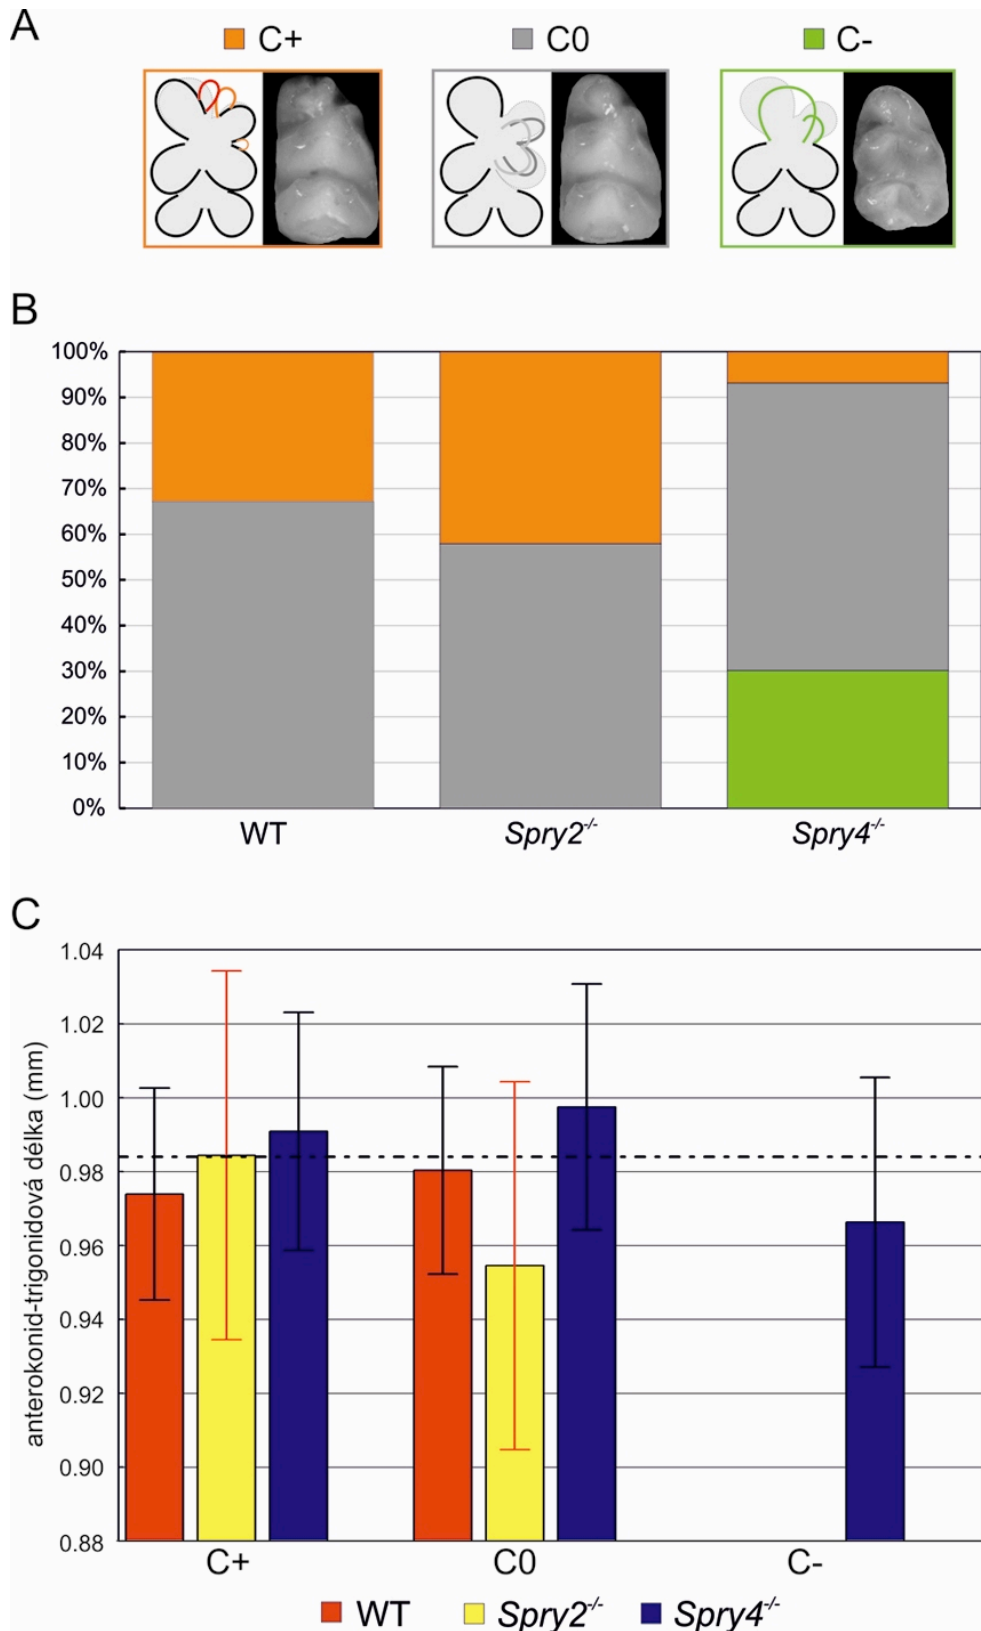 A
C+ C0 C-
B
100%
90%
80%
70%
60%
50%
40%
30%
20%
10%
0%
WT Spry2-/- Spry4-/-
C
anterokonid-trigonidová délka (mm)
1.04
1.02
1.00
0.98
0.96
0.94
0.92
0.90
0.88
C+ C0 C-
WT Spry2-/- Spry4-/-